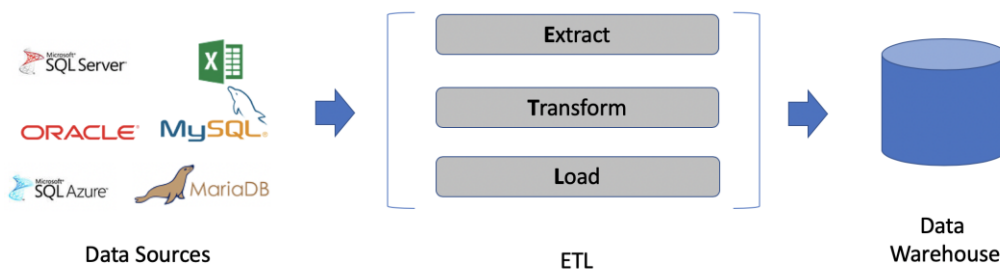 Microsoft
SQL Server
X
ORACLE
MySQL
Microsoft
SQL Azure
MariaDB
Data Sources
Extract
Transform
Load
ETL
Data
Warehouse